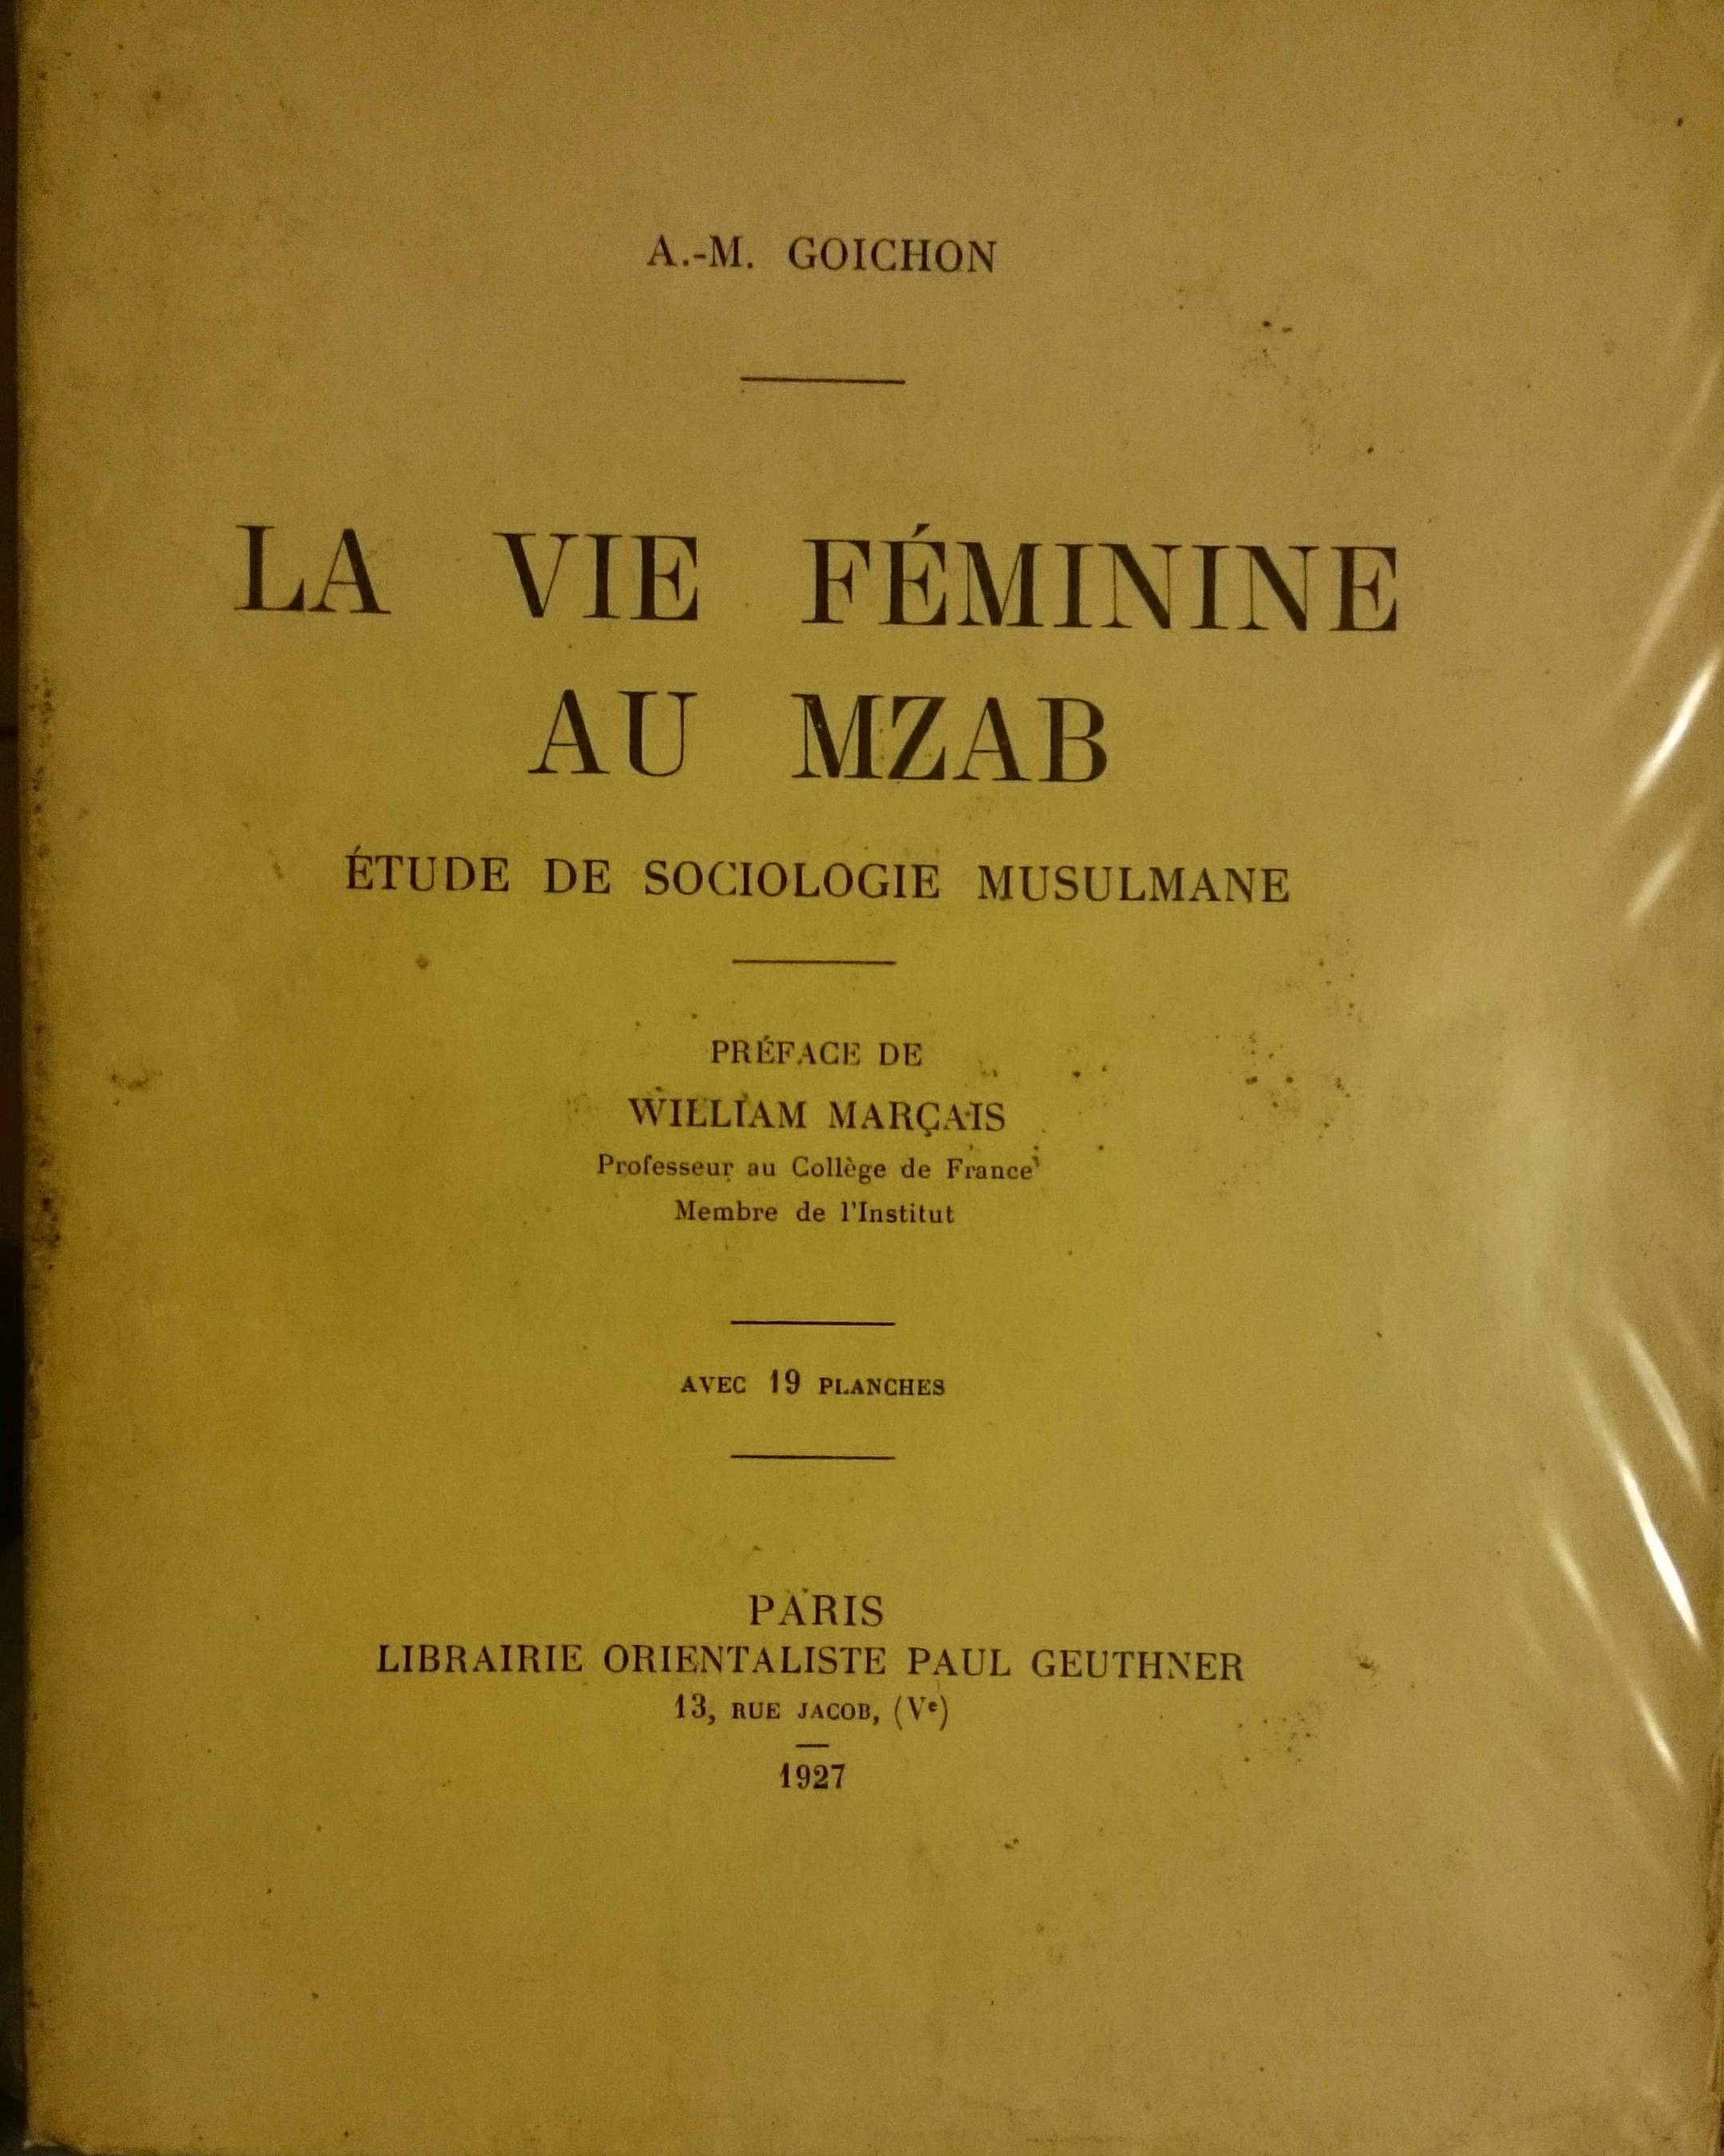 A.-M. GOICHON
LA VIE FÉMININE
AU MZAB
ÉTUDE DE SOCIOLOGIE MUSULMANE
PRÉFACE DE
WILLIAM MARÇAIS
Professeur au Collège de France
Membre de l'Institut
AVEC 19 PLANCHES
PARIS
LIBRAIRIE ORIENTALISTE PAUL GEUTHNER
13, RUE JACOB, (Vᵉ)
1927